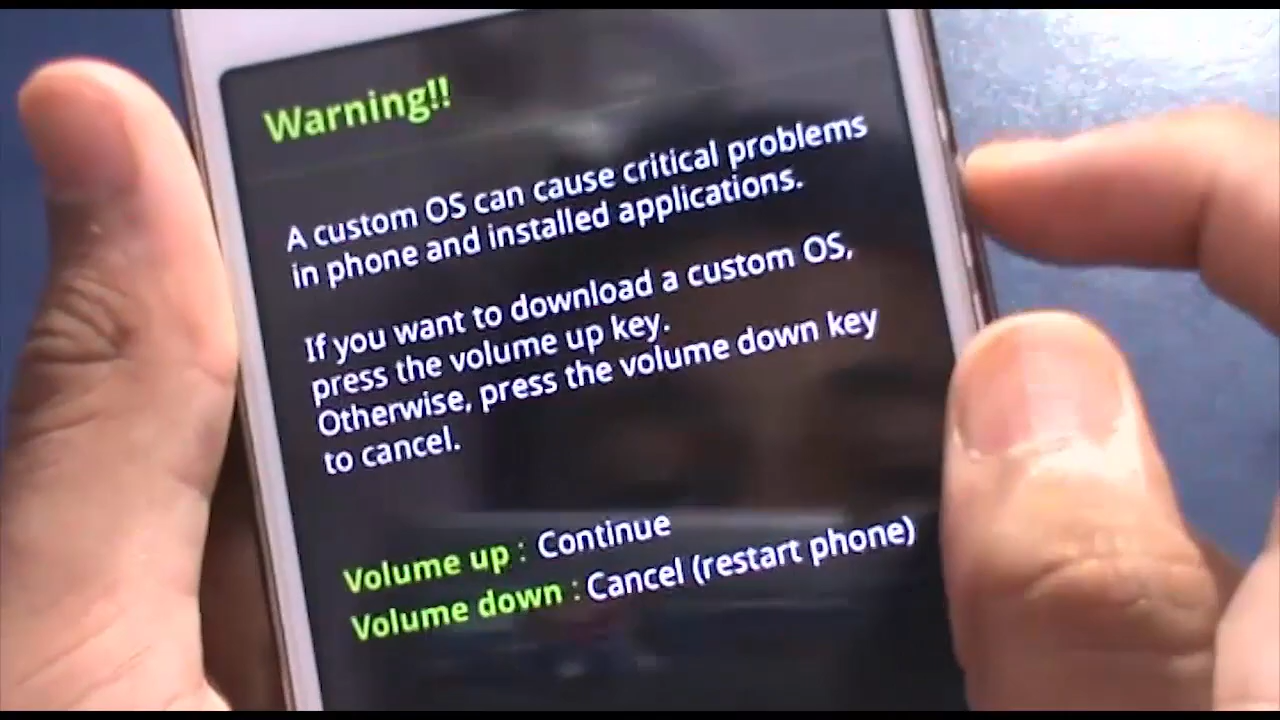 Warning!!
A custom OS can cause critical problems
in phone and installed applications.
If you want to download a custom OS,
press the volume up key.
Otherwise, press the volume down key
to cancel.
Volume up : Continue
Volume down : Cancel (restart phone)